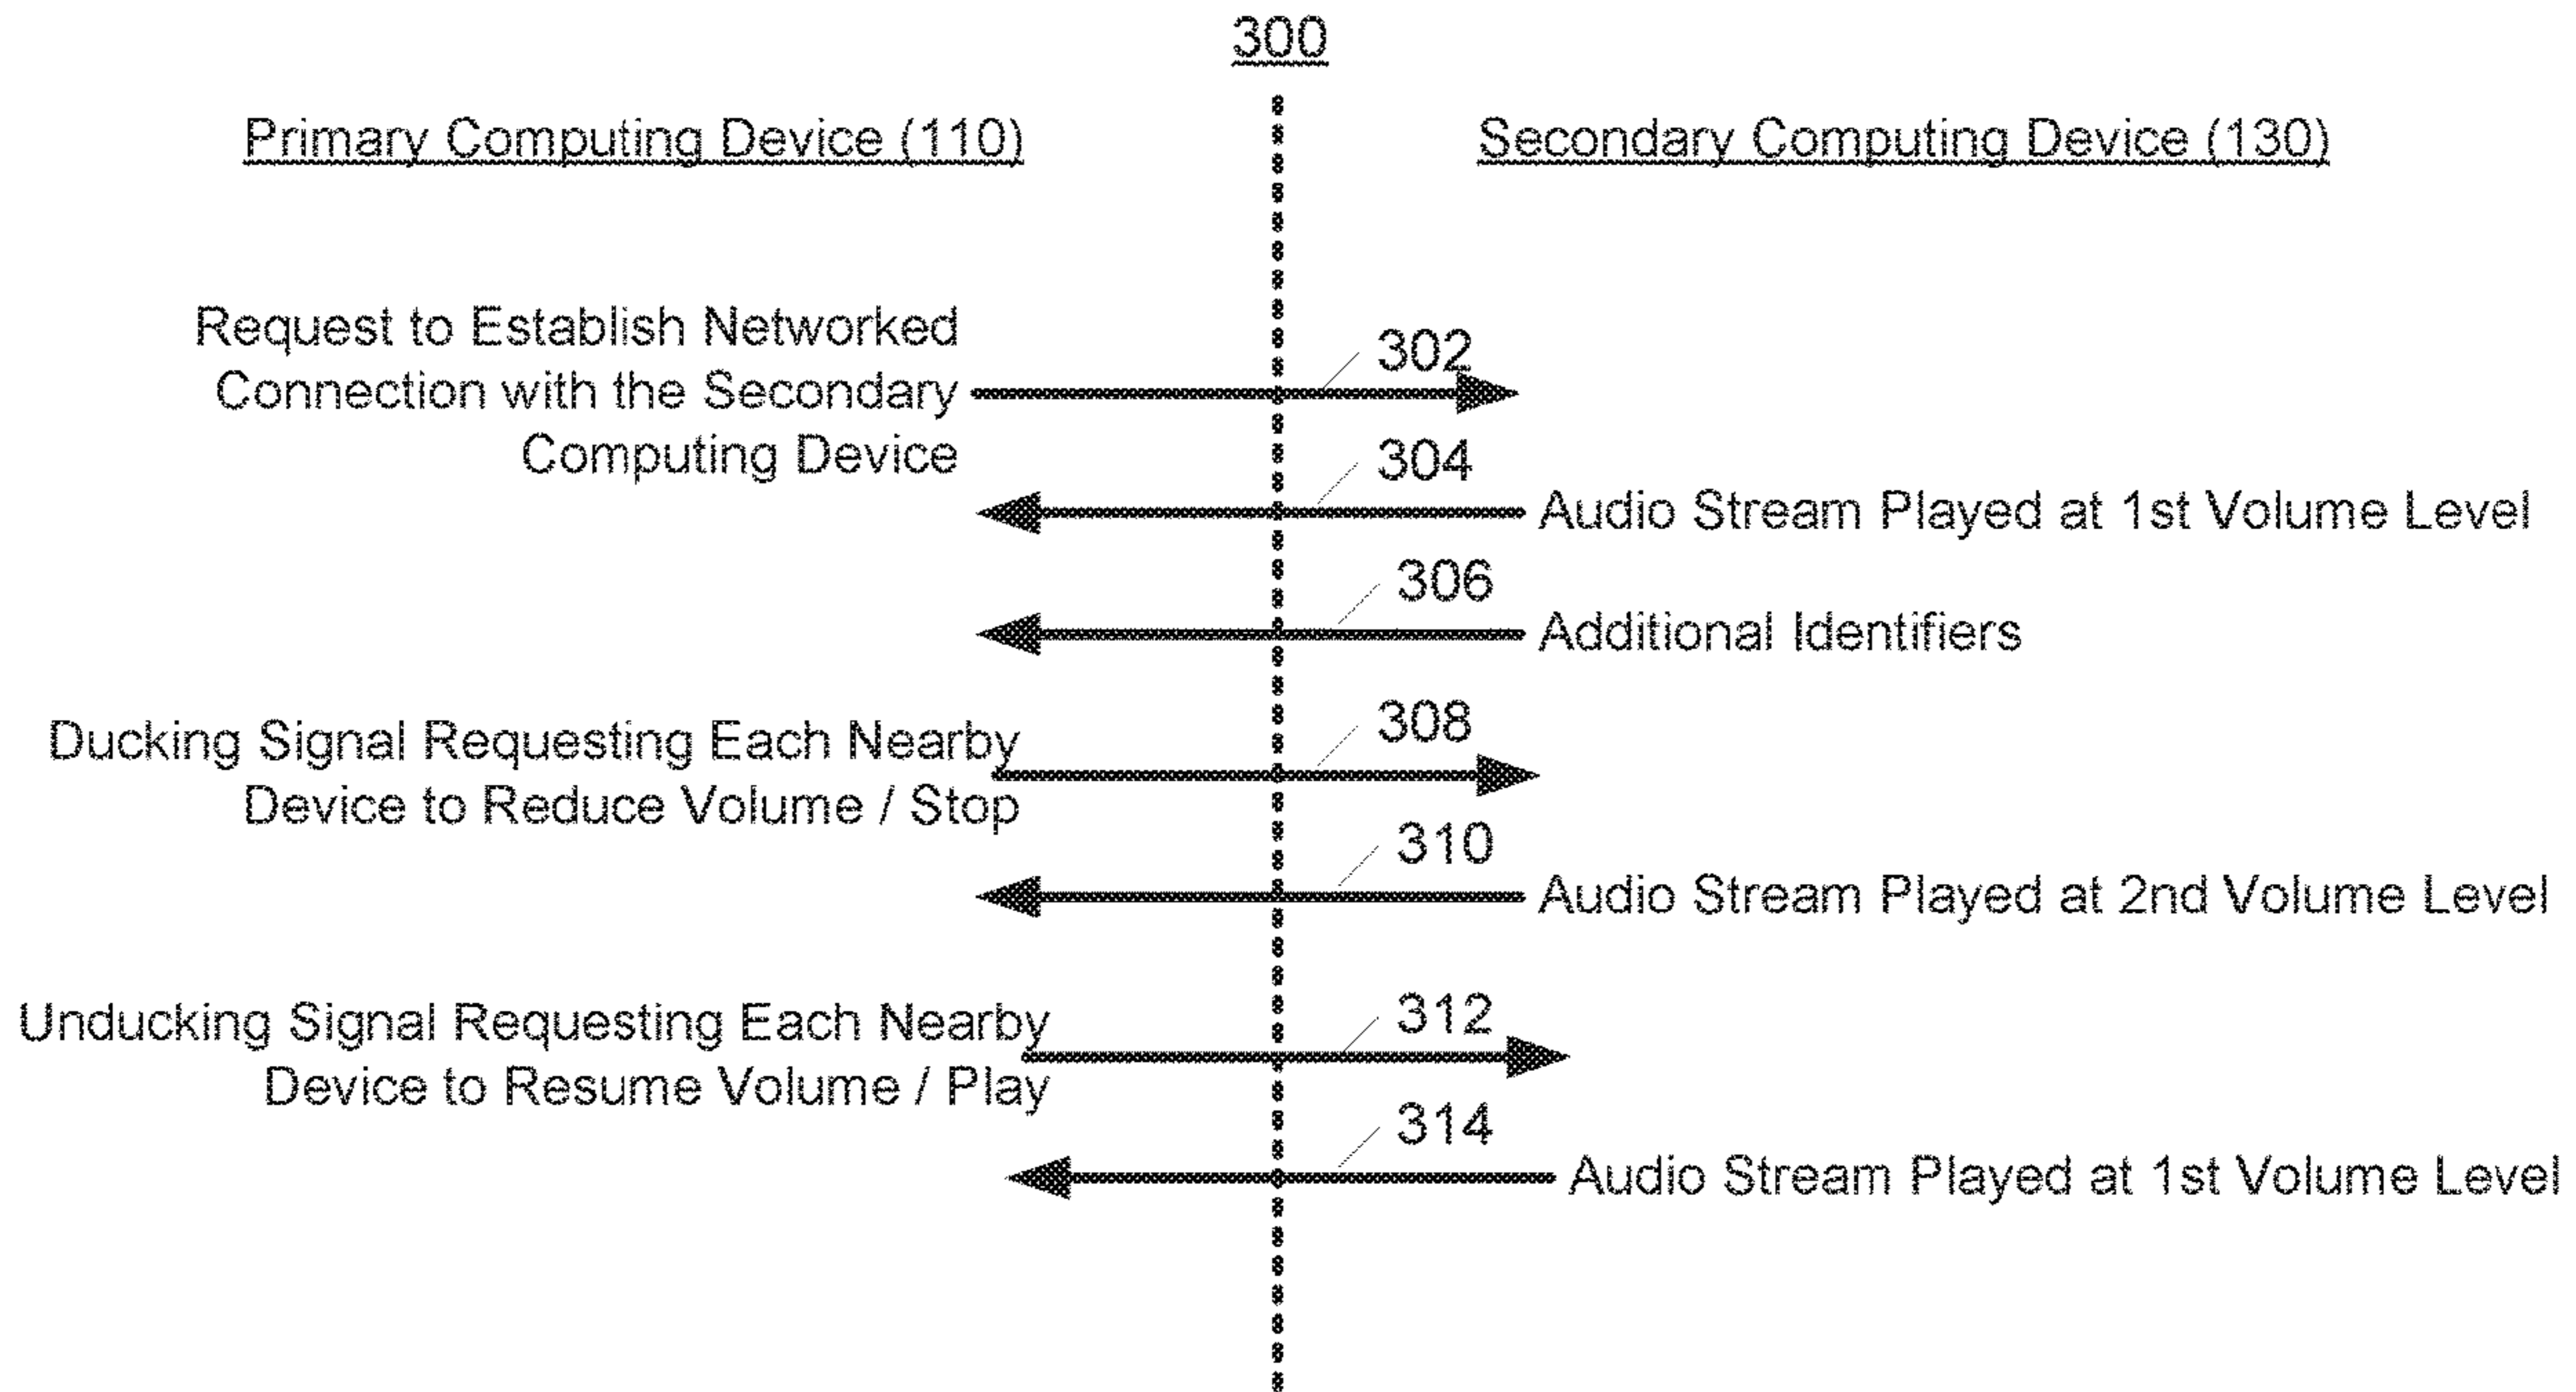 300
Primary Computing Device (110)
Secondary Computing Device (130)
Request to Establish Networked
Connection with the Secondary
Computing Device
302
304
Audio Stream Played at 1st Volume Level
306
Additional Identifiers
Ducking Signal Requesting Each Nearby
Device to Reduce Volume / Stop
308
310
Audio Stream Played at 2nd Volume Level
Unducking Signal Requesting Each Nearby
Device to Resume Volume / Play
312
314
Audio Stream Played at 1st Volume Level